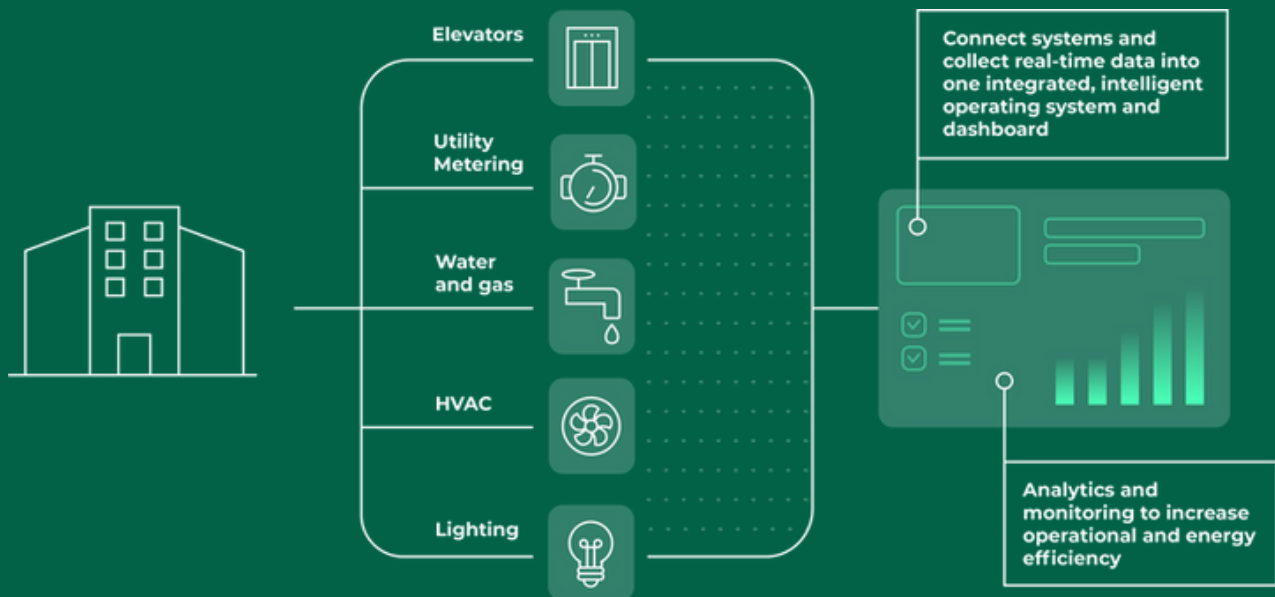 Elevators
Utility
Metering
Water
and gas
HVAC
Lighting
Connect systems and
collect real-time data into
one integrated, intelligent
operating system and
dashboard
Analytics and
monitoring to increase
operational and energy
efficiency